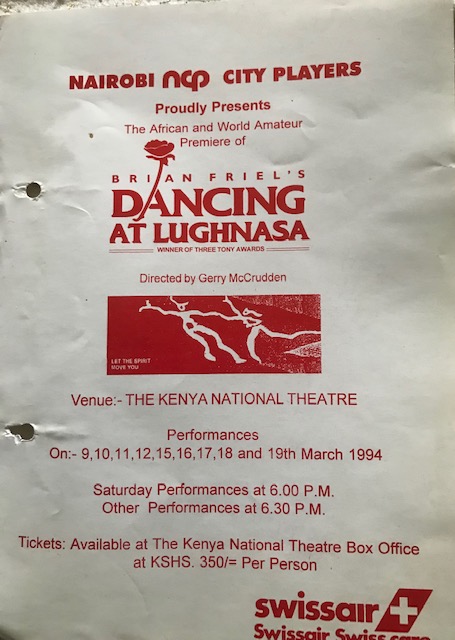 NAIROBI ncp CITY PLAYERS
Proudly Presents
The African and World Amateur
Premiere of
BRIAN FRIEL'S
DANCING
AT LUGHNASA
WINNER OF THREE TONY AWARDS
Directed by Gerry McCrudden
LET THE SPIRIT
MOVE YOU
Venue:- THE KENYA NATIONAL THEATRE
Performances
On:- 9,10,11,12,15,16,17,18 and 19th March 1994
Saturday Performances at 6.00 P.M.
Other Performances at 6.30 P.M.
Tickets: Available at The Kenya National Theatre Box Office
at KSHS. 350/= Per Person
swissair
Swissair Swiss care